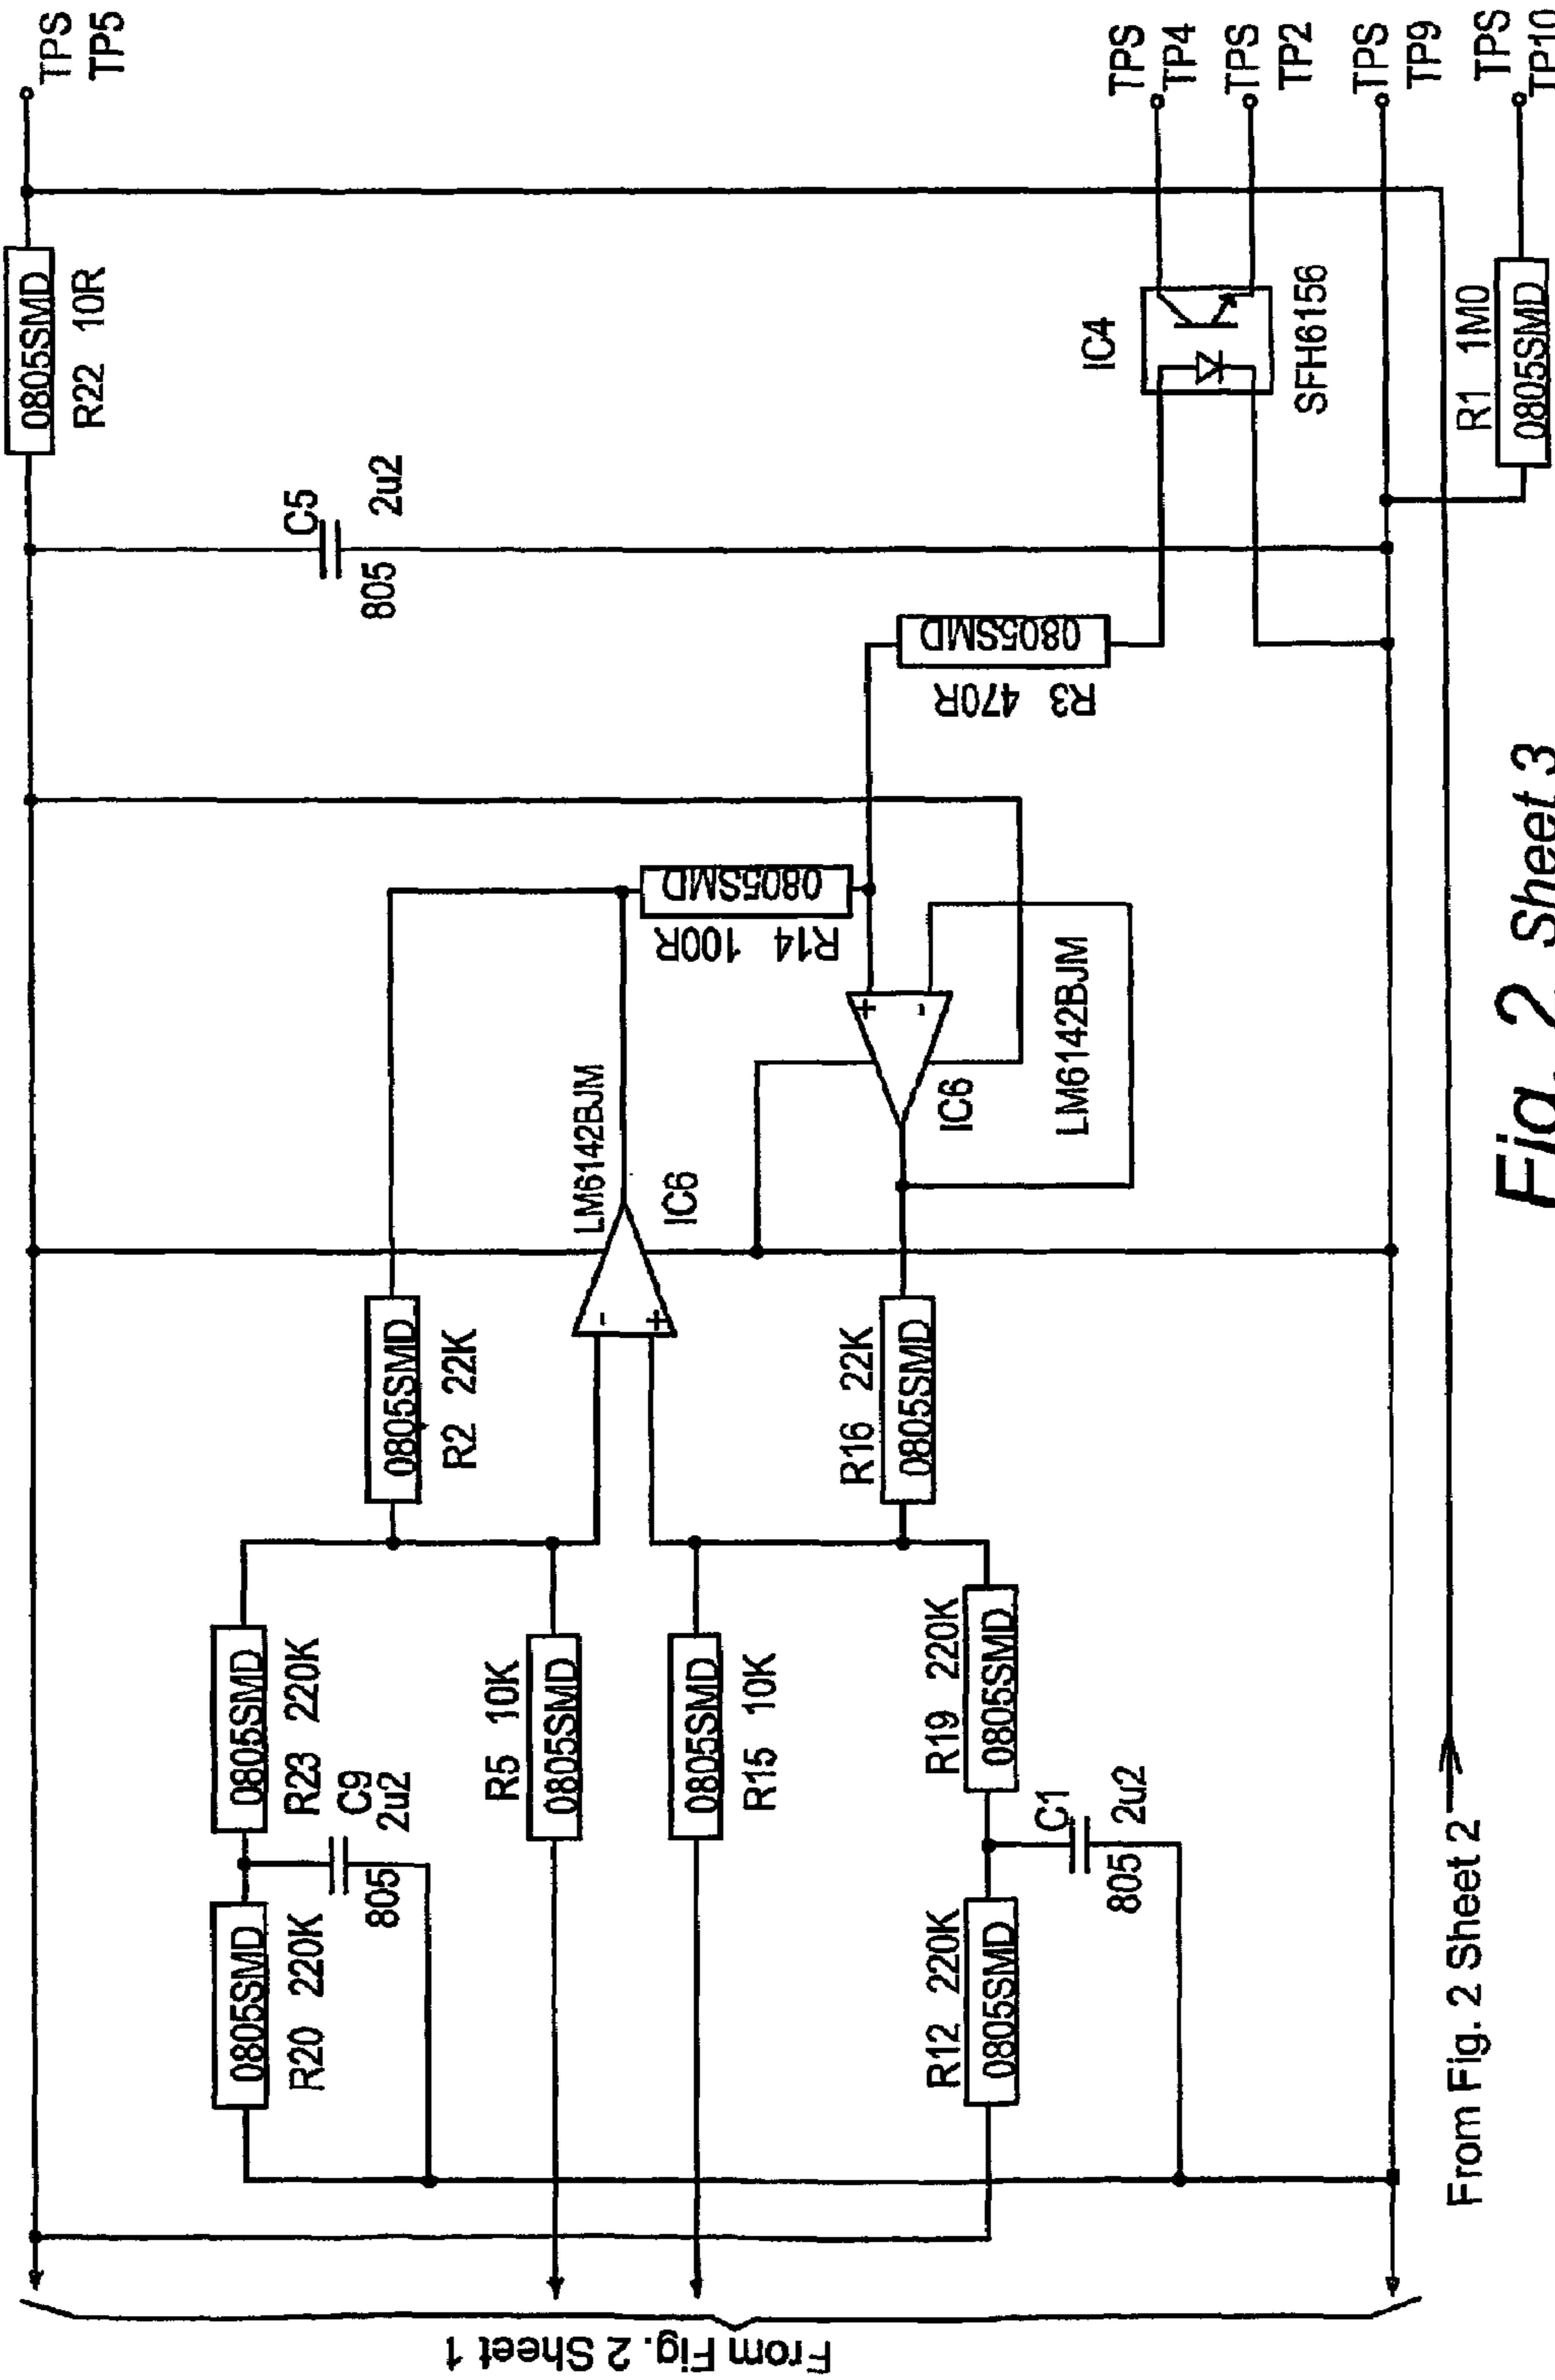 TPS
TP5
0805SMD
R22 10R
C5
2u2
805
TPS
TP4
TPS
TP2
IC4
SFH6156
TPS
TP9
TPS
TP10
R1 1M0
0805SMD
0805SMD
R3 470R
0805SMD
R14 100R
LM6142BJM
IC6
-
+
+
-
IC6
LM6142BJM
0805SMD
R2 22K
R16 22K
0805SMD
0805SMD
R23 220K
C9
2u2
805
0805SMD
R20 220K
R5 10K
0805SMD
0805SMD
R15 10K
R19 220K
0805SMD
C1
2u2
805
R12 220K
0805SMD
From Fig. 2 Sheet 1
From Fig. 2 Sheet 2
Fig. 2 Sheet 3